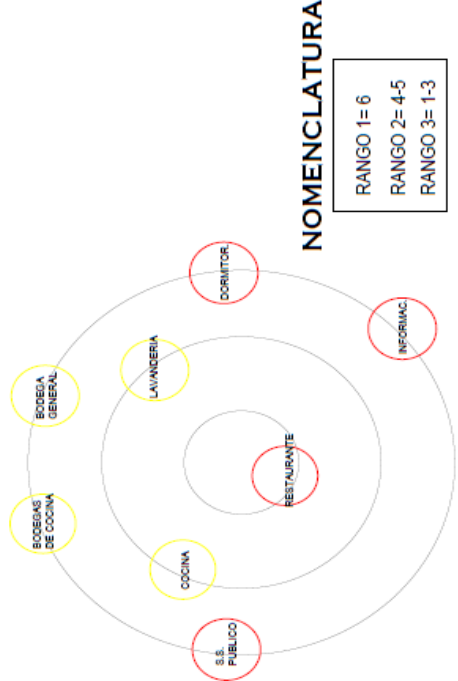 BODEGAS
DE COCINA
BODEGA
GENERAL
LAVANDERIA
COCINA
S.S.
PUBLICO
DORMITOR.
RESTAURANTE
INFORMAC.
NOMENCLATURA
RANGO 1= 6
RANGO 2= 4-5
RANGO 3= 1-3